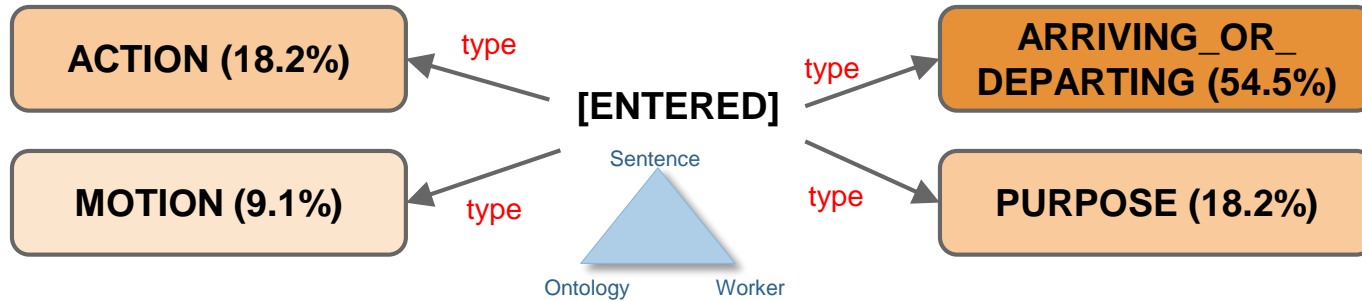 ACTION (18.2%)
type
type
ARRIVING_OR_
DEPARTING (54.5%)
[ENTERED]
Sentence
MOTION (9.1%)
type
type
PURPOSE (18.2%)
Ontology
Worker